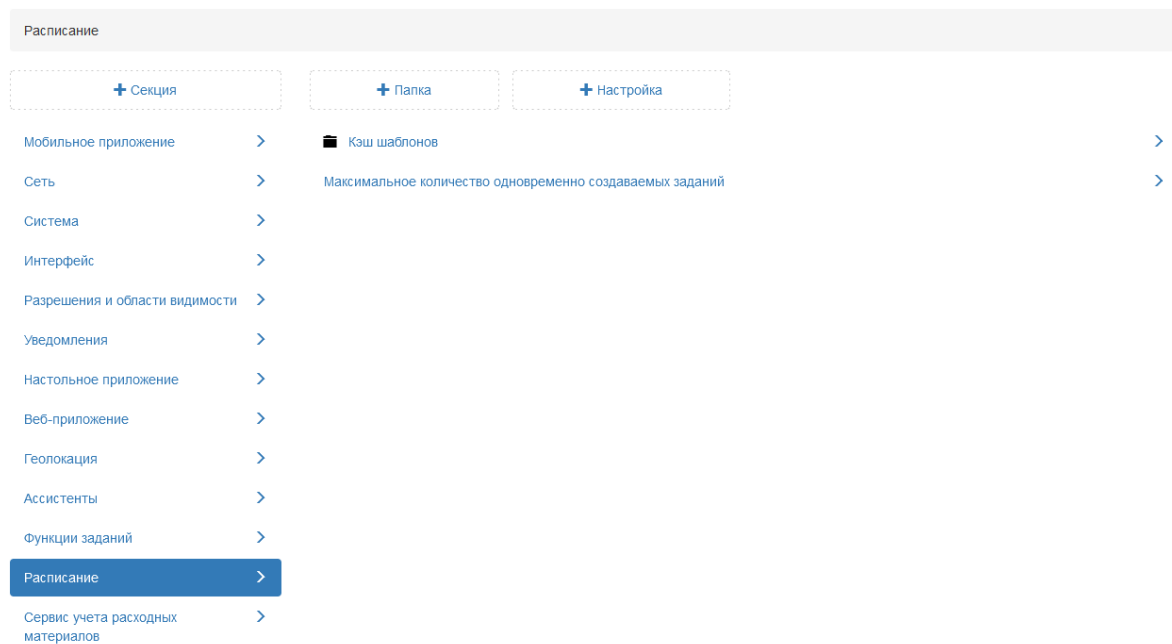 Расписание
Секция
Папка
Настройка
Мобильное приложение
Сеть
Система
Интерфейс
Разрешения и области видимости
Уведомления
Настольное приложение
Веб-приложение
Геолокация
Ассистенты
Функции заданий
Расписание
Сервис учета расходных
материалов
Кэш шаблонов
Максимальное количество одновременно создаваемых заданий